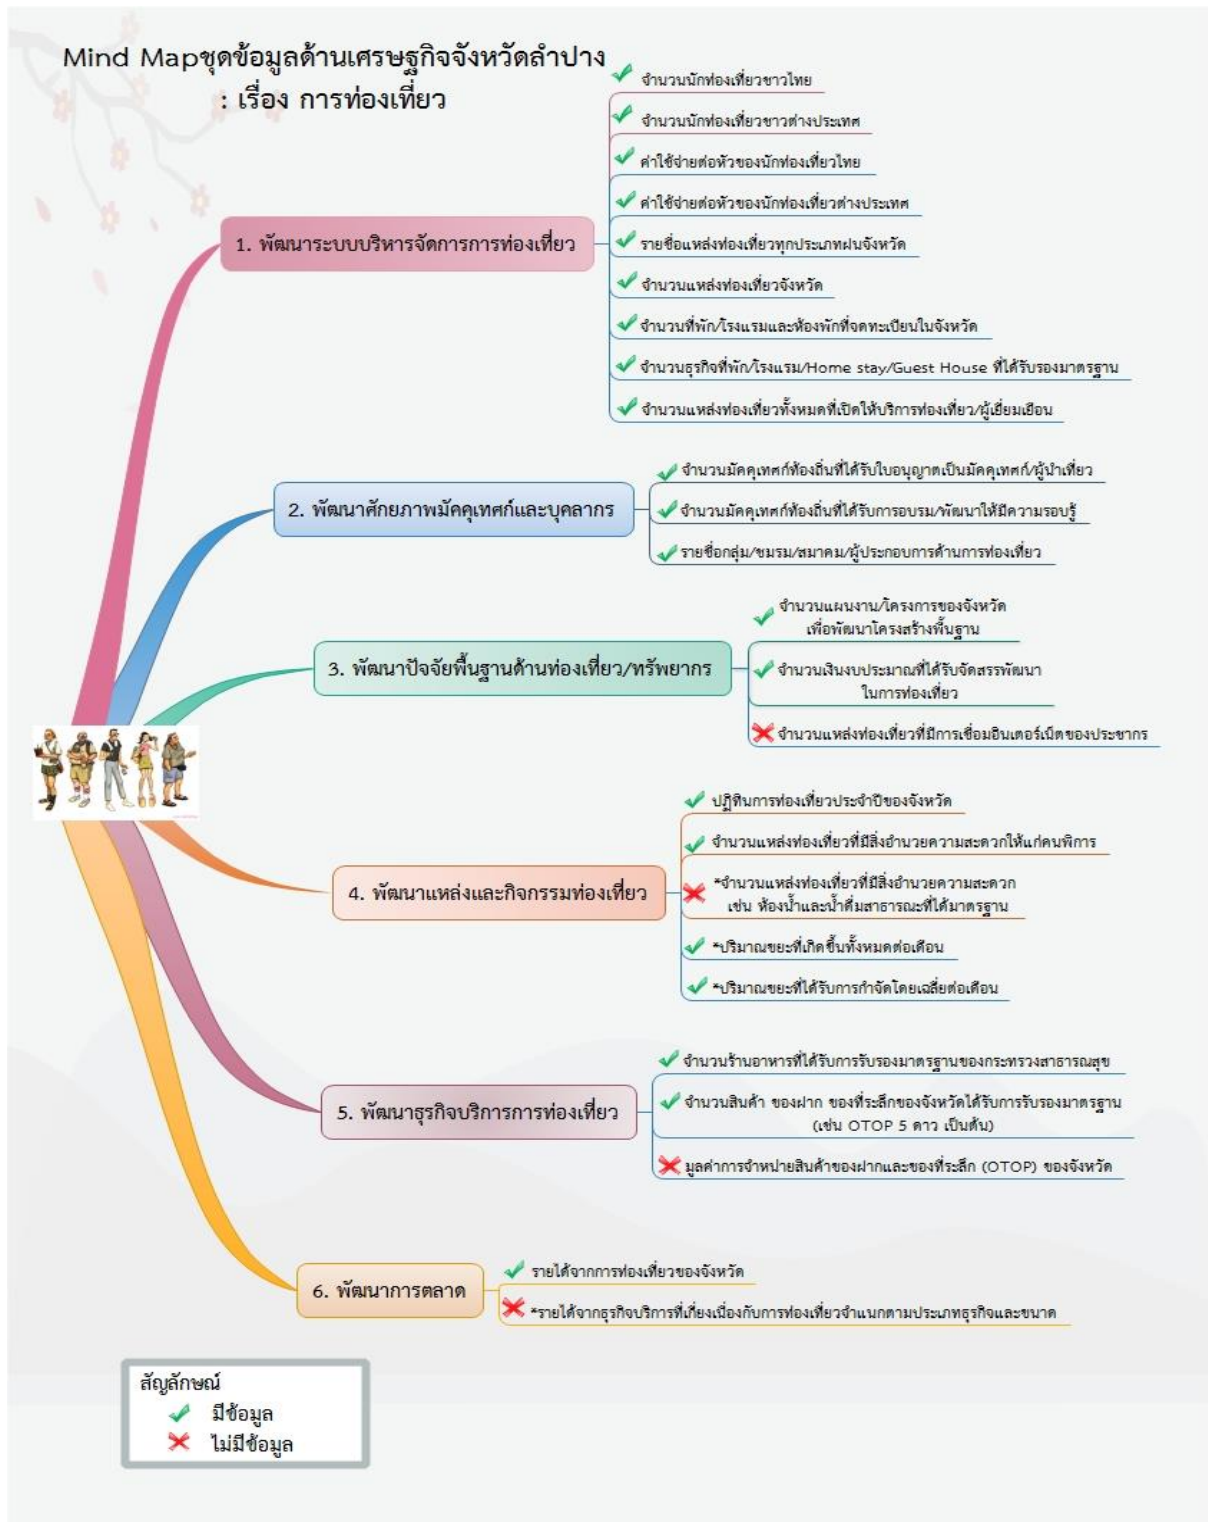 Mind Mapชุดข้อมูลด้านเศรษฐกิจจังหวัดลำปาง
: เรื่อง การท่องเที่ยว
1. พัฒนาระบบบริหารจัดการการท่องเที่ยว
จำนวนนักท่องเที่ยวชาวไทย
จำนวนนักท่องเที่ยวชาวต่างประเทศ
ค่าใช้จ่ายต่อหัวของนักท่องเที่ยวไทย
ค่าใช้จ่ายต่อหัวของนักท่องเที่ยวต่างประเทศ
รายชื่อแหล่งท่องเที่ยวทุกประเภทฝนจังหวัด
จำนวนแหล่งท่องเที่ยวจังหวัด
จำนวนที่พัก/โรงแรมและห้องพักที่จดทะเบียนในจังหวัด
จำนวนธุรกิจที่พัก/โรงแรม/Home stay/Guest House ที่ได้รับรองมาตรฐาน
จำนวนแหล่งท่องเที่ยวทั้งหมดที่เปิดให้บริการท่องเที่ยว/ผู้เยี่ยมเยือน
2. พัฒนาศักยภาพมัคคุเทศก์และบุคลากร
จำนวนมัคคุเทศก์ท้องถิ่นที่ได้รับใบอนุญาตเป็นมัคคุเทศก์/ผู้นำเที่ยว
จำนวนมัคคุเทศก์ท้องถิ่นที่ได้รับการอบรม/พัฒนาให้มีความรอบรู้
รายชื่อกลุ่ม/ชมรม/สมาคม/ผู้ประกอบการด้านการท่องเที่ยว
3. พัฒนาปัจจัยพื้นฐานด้านท่องเที่ยว/ทรัพยากร
จำนวนแผนงาน/โครงการของจังหวัด
เพื่อพัฒนาโครงสร้างพื้นฐาน
จำนวนเงินงบประมาณที่ได้รับจัดสรรพัฒนา
ในการท่องเที่ยว
จำนวนแหล่งท่องเที่ยวที่มีการเชื่อมอินเตอร์เน็ตของประชากร
4. พัฒนาแหล่งและกิจกรรมท่องเที่ยว
ปฏิทินการท่องเที่ยวประจำปีของจังหวัด
จำนวนแหล่งท่องเที่ยวที่มีสิ่งอำนวยความสะดวกให้แก่คนพิการ
*จำนวนแหล่งท่องเที่ยวที่มีสิ่งอำนวยความสะดวก
เช่น ห้องน้ำและน้ำดื่มสาธารณะที่ได้มาตรฐาน
*ปริมาณขยะที่เกิดขึ้นทั้งหมดต่อเดือน
*ปริมาณขยะที่ได้รับการกำจัดโดยเฉลี่ยต่อเดือน
5. พัฒนาธุรกิจบริการการท่องเที่ยว
จำนวนร้านอาหารที่ได้รับการรับรองมาตรฐานของกระทรวงสาธารณสุข
จำนวนสินค้า ของฝาก ของที่ระลึกของจังหวัดได้รับการรับรองมาตรฐาน
(เช่น OTOP 5 ดาว เป็นต้น)
มูลค่าการจำหน่ายสินค้าของฝากและของที่ระลึก (OTOP) ของจังหวัด
6. พัฒนาการตลาด
รายได้จากการท่องเที่ยวของจังหวัด
*รายได้จากธุรกิจบริการที่เกี่ยงเนื่องกับการท่องเที่ยวจำแนกตามประเภทธุรกิจและขนาด
สัญลักษณ์
มีข้อมูล
ไม่มีข้อมูล